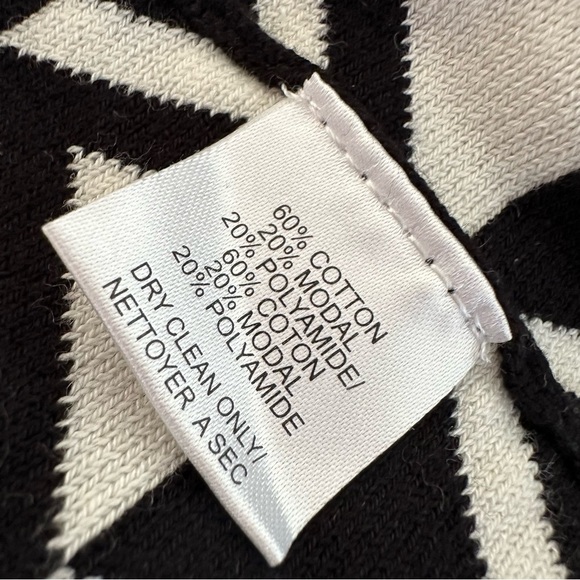 60% COTTON
20% MODAL
20% POLYAMIDE/
60% COTON
20% MODAL
20% POLYAMIDE
DRY CLEAN ONLY/
NETTOYER A SEC